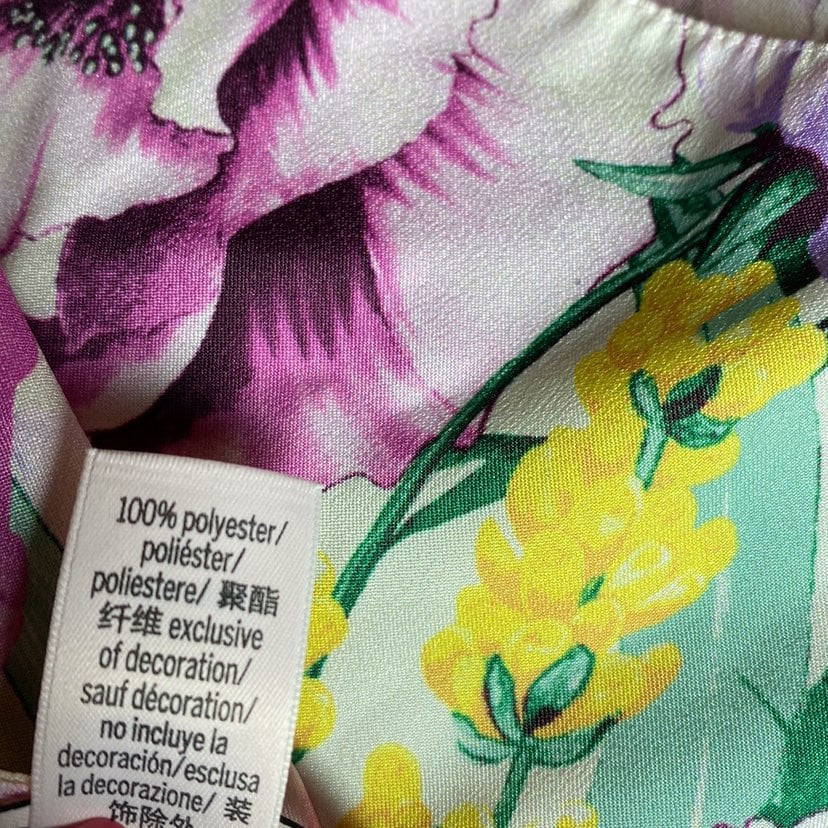 100% polyester/
poliéster/
poliestere/ 聚酯
纤维 exclusive
of decoration/
sauf décoration/
no incluye la
decoración/esclusa
la decorazione/ 装
饰除外